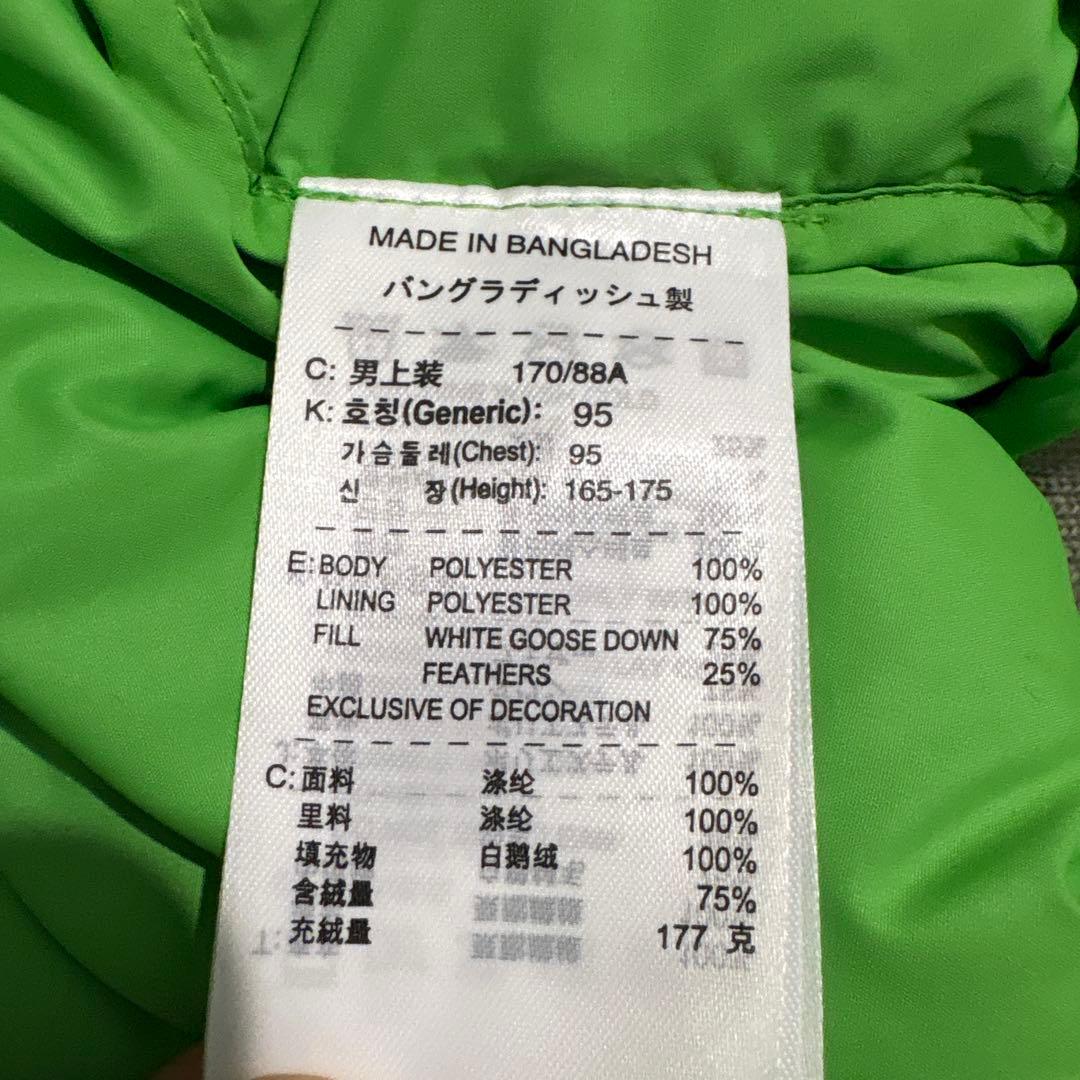 MADE IN BANGLADESH
バングラディッシュ製
C: 男上装 170/88A
K: 호칭(Generic): 95
가슴둘레(Chest): 95
신 장(Height): 165-175
E: BODY POLYESTER 100%
LINING POLYESTER 100%
FILL WHITE GOOSE DOWN 75%
FEATHERS 25%
EXCLUSIVE OF DECORATION
C: 面料 涤纶 100%
里料 涤纶 100%
填充物 白鹅绒 100%
含絨量 75%
充絨量 177 克